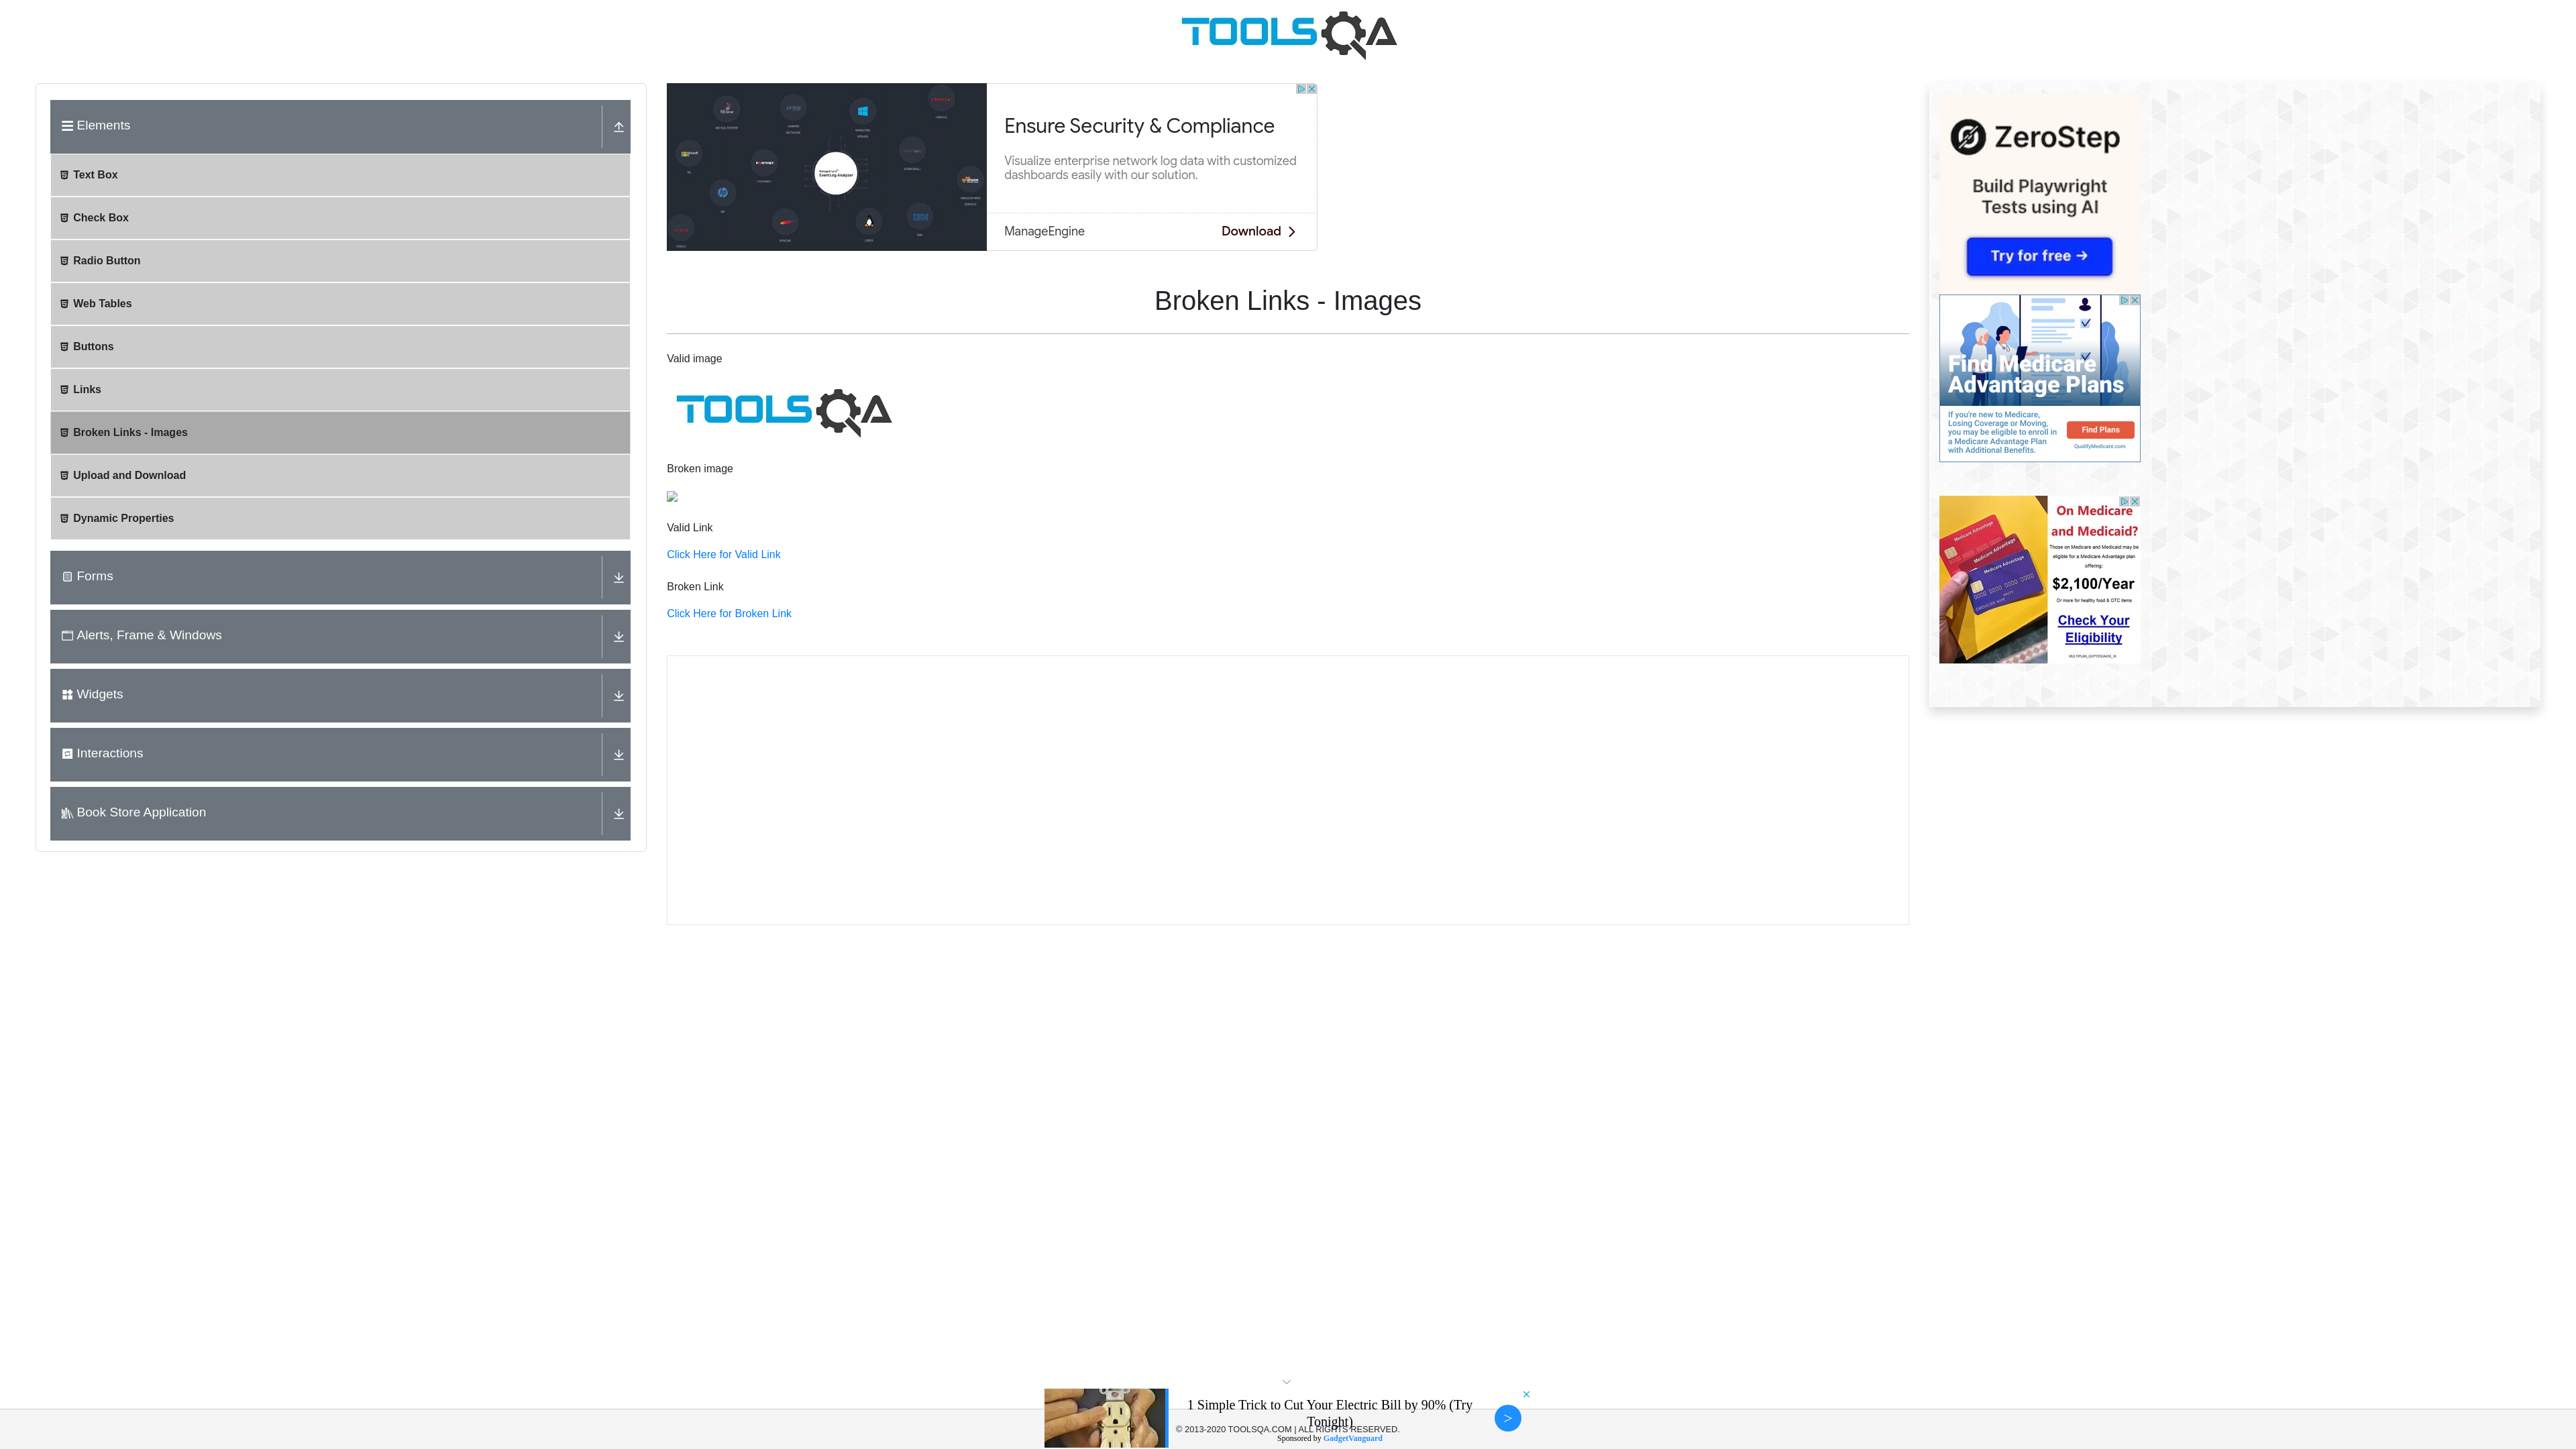 TOOLSQA
Elements
Text Box
Check Box
Radio Button
Web Tables
Buttons
Links
Broken Links - Images
Upload and Download
Dynamic Properties
Forms
Alerts, Frame & Windows
Widgets
Interactions
Book Store Application
Ensure Security & Compliance
Visualize enterprise network log data with customized
dashboards easily with our solution.
ManageEngine
Download
Broken Links - Images
Valid image
TOOLSQA
Broken image
Valid Link
Click Here for Valid Link
Broken Link
Click Here for Broken Link
ZeroStep
Build Playwright
Tests using AI
Try for free →
Find Medicare
Advantage Plans
If you're new to Medicare,
Losing Coverage or Moving,
you may be eligible to enroll in
a Medicare Advantage Plan
with Additional Benefits.
Find Plans
QualifyMedicare.com
Medicare Advantage
Medicare Advantage
Medicare Advantage
On Medicare
and Medicaid?
Those on Medicare and Medicaid may be
eligible for a Medicare Advantage plan
offering:
$2,100/Year
Or more for healthy food & OTC items
Check Your
Eligibility
1 Simple Trick to Cut Your Electric Bill by 90% (Try
Tonight)
>
© 2013-2020 TOOLSQA.COM | ALL RIGHTS RESERVED.
Sponsored by GadgetVanguard